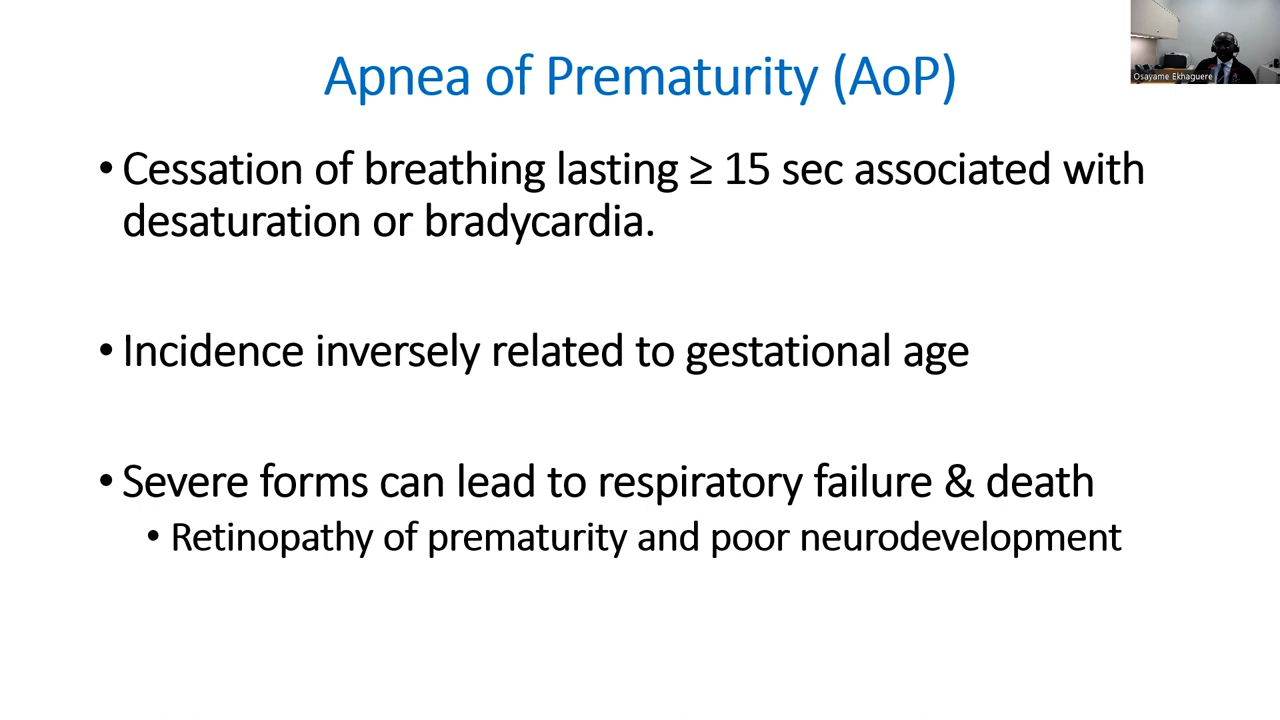 Apnea of Prematurity (AoP)
Osayame Ekhaguere
• Cessation of breathing lasting ≥ 15 sec associated with
desaturation or bradycardia.
• Incidence inversely related to gestational age
• Severe forms can lead to respiratory failure & death
• Retinopathy of prematurity and poor neurodevelopment